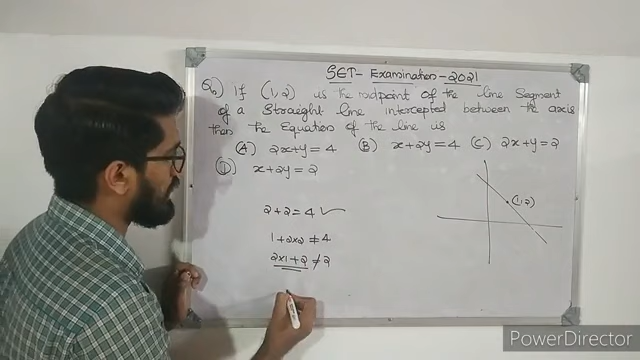 SET- Examination-2021
Qn) If (1,2) is the midpoint of the line Segment
of a Straight line intercepted between the axis
then the Equation of the line is
(A) 2x+y=4 (B) x+2y=4 (C) 2x+y=2
(D) x+2y=2
2+2=4 ✓
(1,2)
1+2×2≠4
2×1+2≠2
PowerDirector